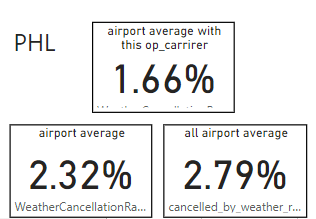 PHL
airport average with
this op_carrirer
1.66%
airport average
2.32%
WeatherCancellationRa...
all airport average
2.79%
cancelled_by_weather_r...